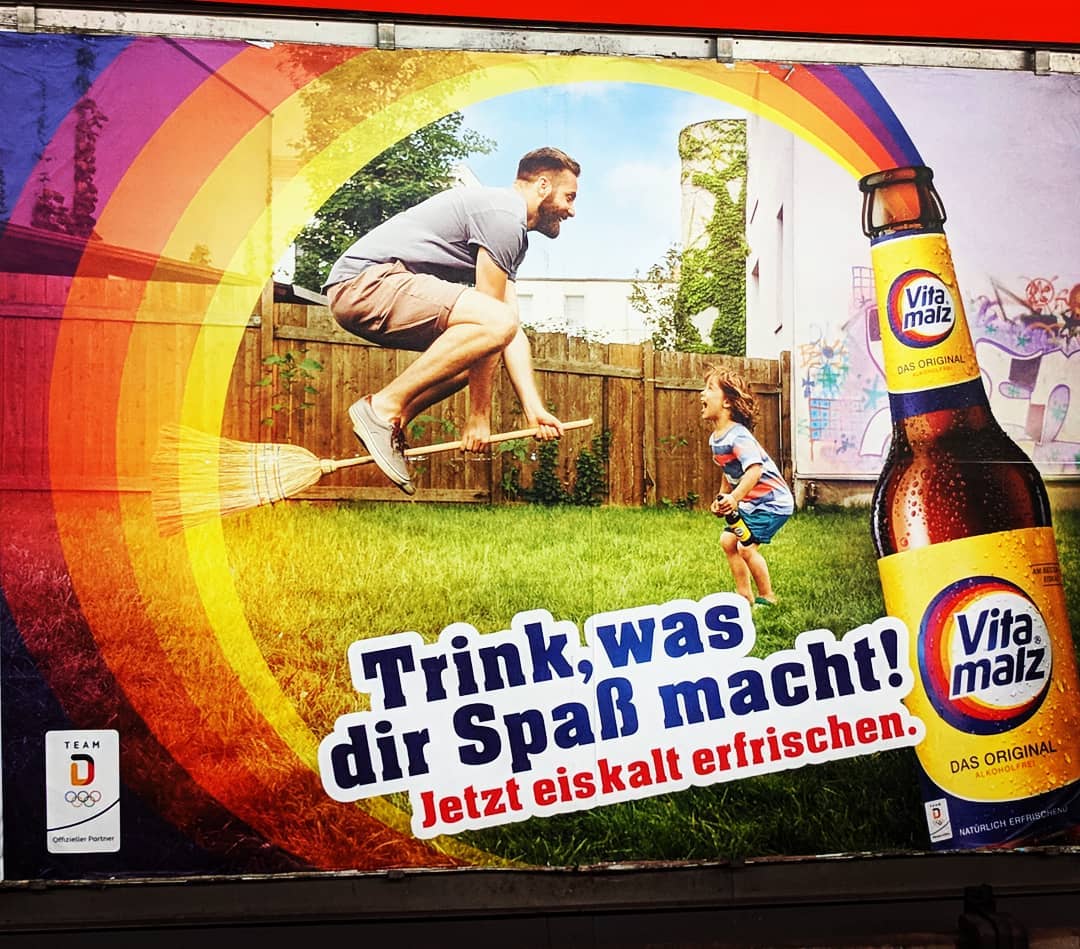 Vita
malz
DAS ORIGINAL
ALKOHOLFREI
Trink, was
dir Spaß macht!
Jetzt eiskalt erfrischen.
Vita®
malz
DAS ORIGINAL
ALKOHOLFREI
NATÜRLICH ERFRISCHEND
TEAM
D
Offizieller Partner